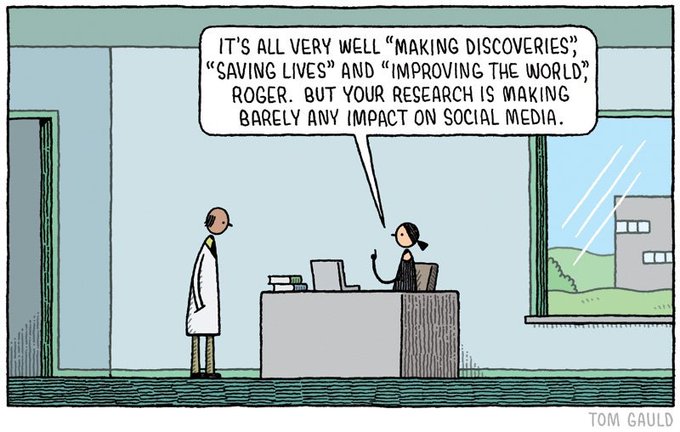 IT'S ALL VERY WELL "MAKING DISCOVERIES",
"SAVING LIVES" AND "IMPROVING THE WORLD",
ROGER. BUT YOUR RESEARCH IS MAKING
BARELY ANY IMPACT ON SOCIAL MEDIA.
TOM GAULD